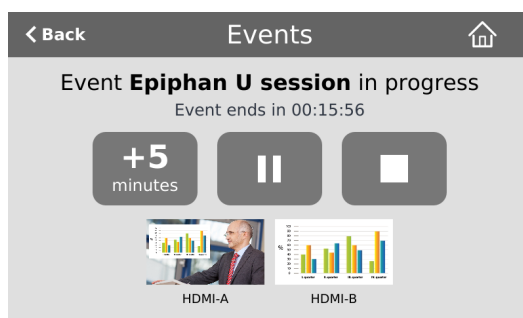 Back
Events
Event Epiphan U session in progress
Event ends in 00:15:56
+5
minutes
HDMI-A
HDMI-B